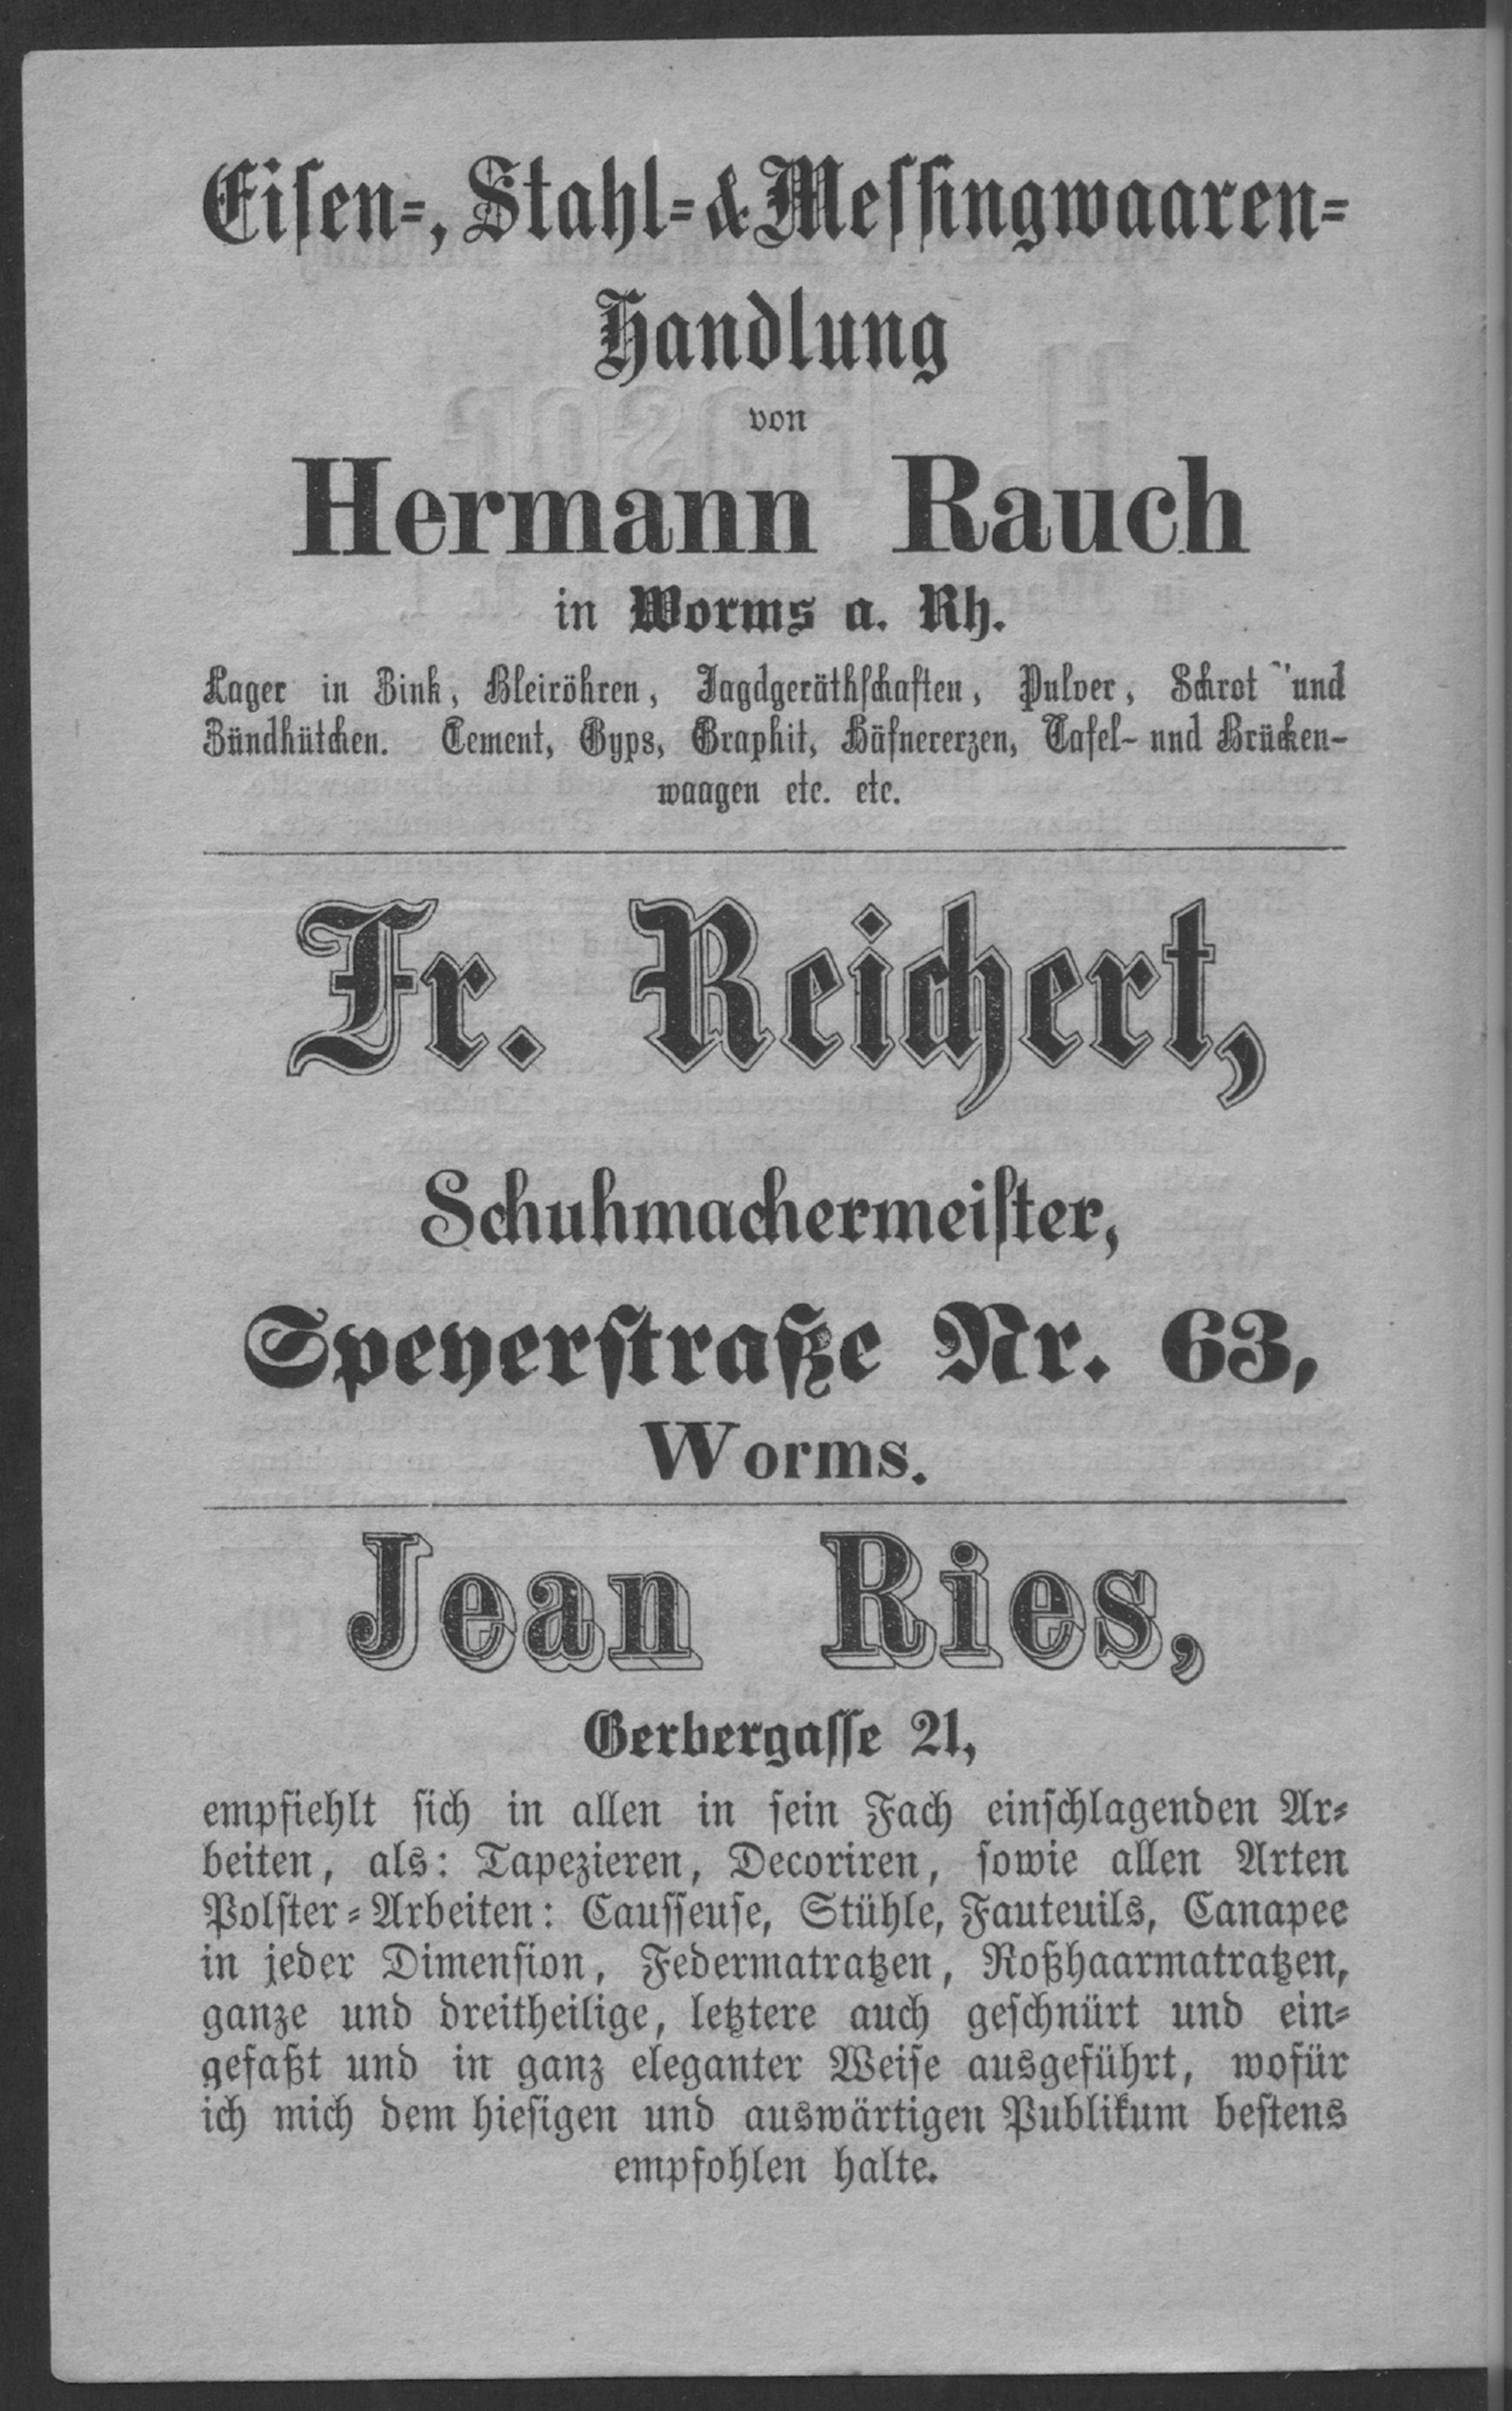 Eiſen-, Stahl- & Meſſingwaaren-
Handlung
von
Hermann Rauch
in Worms a. Rh.
Lager in Zink, Bleiröhren, Jagdgeräthſchaften, Pulver, Schrot und
Zündhütchen. Cement, Gyps, Graphit, Häfnererzen, Tafel- und Brücken-
waagen etc. etc.
Fr. Reichert,
Schuhmachermeiſter,
Speyerſtraße Nr. 63,
Worms.
Jean Ries,
Gerbergaſſe 21,
empfiehlt ſich in allen in ſein Fach einſchlagenden Ar-
beiten, als: Tapezieren, Decoriren, ſowie allen Arten
Polſter-Arbeiten: Cauſſeuſe, Stühle, Fauteuils, Canapee
in jeder Dimenſion, Federmatratzen, Roßhaarmatratzen,
ganze und dreitheilige, letztere auch geſchnürt und ein-
gefaßt und in ganz eleganter Weiſe ausgeführt, wofür
ich mich dem hieſigen und auswärtigen Publikum beſtens
empfohlen halte.